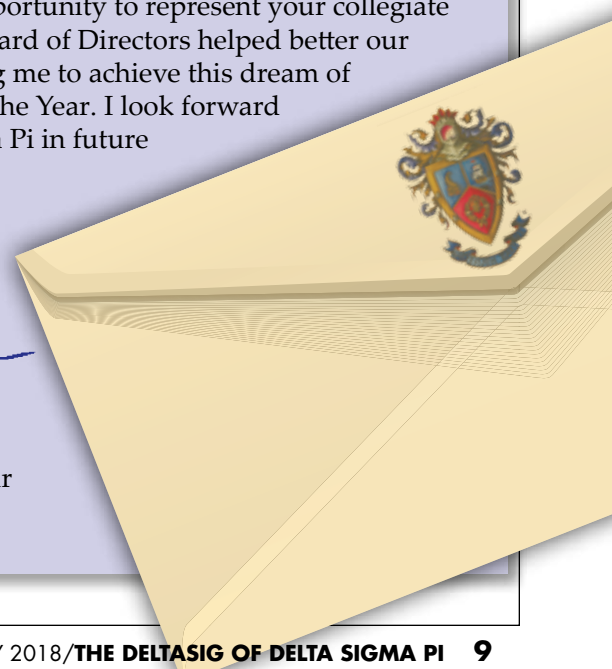 portunity to represent your collegiate
ard of Directors helped better our
g me to achieve this dream of
he Year. I look forward
Pi in future
r
2018/THE DELTASIG OF DELTA SIGMA PI 9